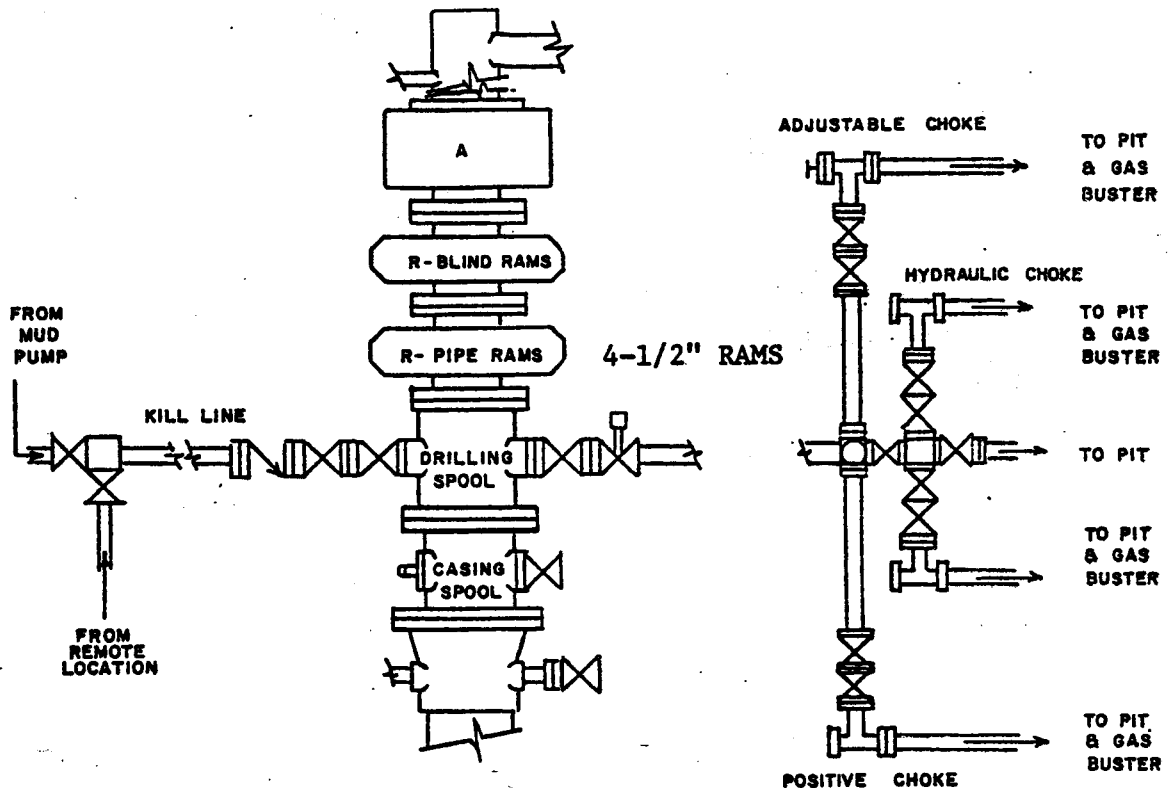 A
R-BLIND RAMS
R- PIPE RAMS
4-1/2" RAMS
FROM
MUD
PUMP
KILL LINE
DRILLING
SPOOL
CASING
SPOOL
FROM
REMOTE
LOCATION
ADJUSTABLE CHOKE
TO PIT
& GAS
BUSTER
HYDRAULIC CHOKE
TO PIT
& GAS
BUSTER
TO PIT
TO PIT
& GAS
BUSTER
TO PIT
& GAS
BUSTER
POSITIVE CHOKE